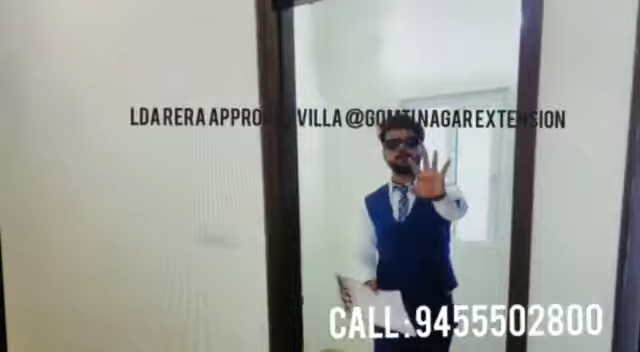 LDA RERA APPRO VILLA @GOMTINAGAR EXTENSION
CALL:9455502800